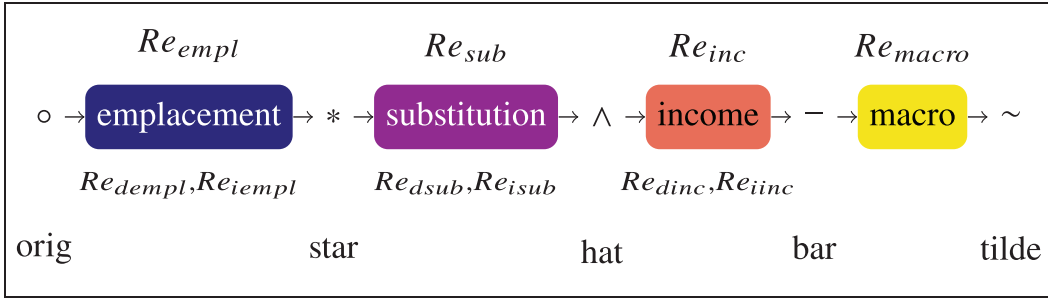 Re_empl Re_sub Re_inc Re_macro
∘ → emplacement → * → substitution → ∧ → income → − → macro → ∼
Re_dempl,Re_iempl Re_dsub,Re_isub Re_dinc,Re_iinc
orig star hat bar tilde